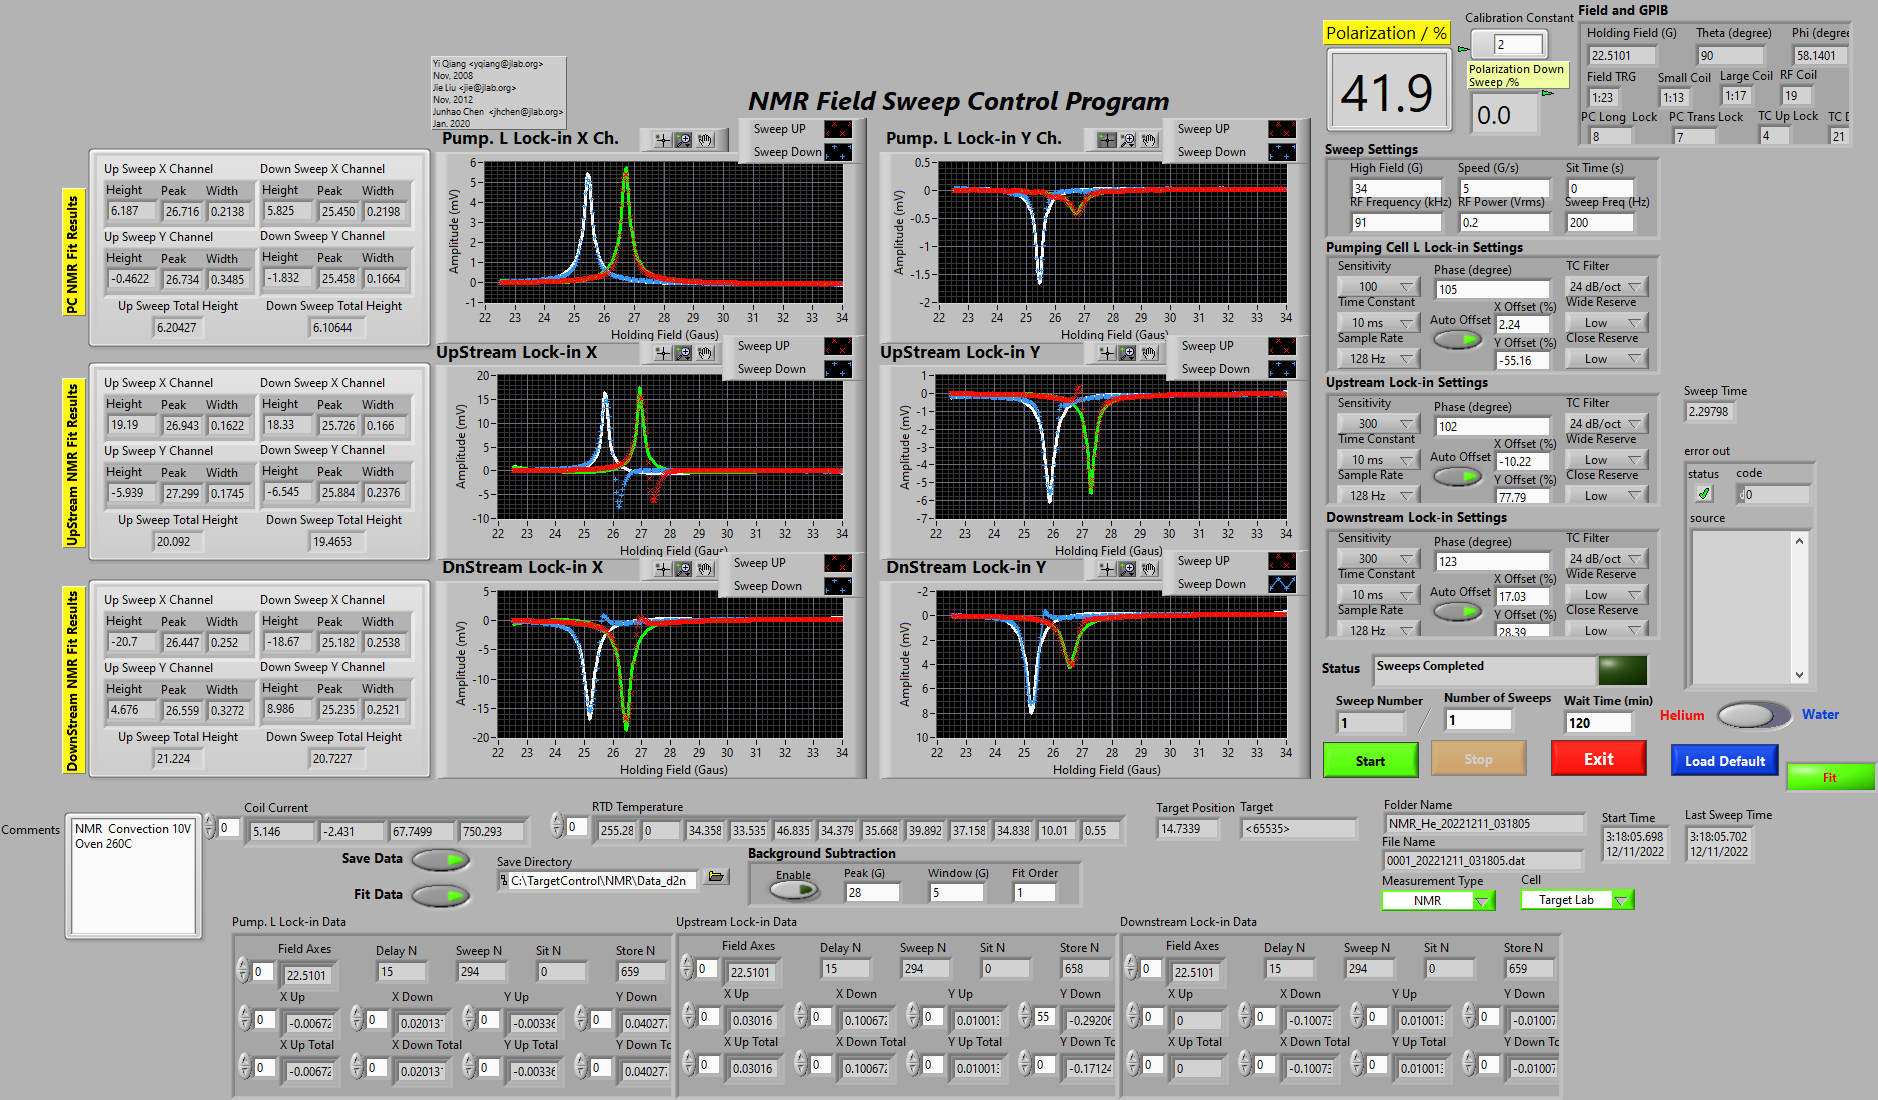 Yi Qiang <yqiang@jlab.org>
Nov, 2008
Jie Liu <jie@jlab.org>
Nov, 2012
Junhao Chen <jhchen@jlab.org>
Jan. 2020
NMR Field Sweep Control Program
Polarization / %
41.9
Calibration Constant
2
Polarization Down
Sweep /%
0.0
Field and GPIB
Holding Field (G) Theta (degree) Phi (degree
22.5101 90 58.1401
Field TRG Small Coil Large Coil RF Coil
1:23 1:13 1:17 19
PC Long Lock PC Trans Lock TC Up Lock TC D
8 7 4 21
PC NMR Fit Results
Up Sweep X Channel Down Sweep X Channel
Height Peak Width Height Peak Width
6.187 26.716 0.2138 5.825 25.450 0.2198
Up Sweep Y Channel Down Sweep Y Channel
Height Peak Width Height Peak Width
-0.4622 26.734 0.3485 -1.832 25.458 0.1664
Up Sweep Total Height Down Sweep Total Height
6.20427 6.10644
UpStream NMR Fit Results
Up Sweep X Channel Down Sweep X Channel
Height Peak Width Height Peak Width
19.19 26.943 0.1622 18.33 25.726 0.166
Up Sweep Y Channel Down Sweep Y Channel
Height Peak Width Height Peak Width
-5.939 27.299 0.1745 -6.545 25.884 0.2376
Up Sweep Total Height Down Sweep Total Height
20.092 19.4653
DownStream NMR Fit Results
Up Sweep X Channel Down Sweep X Channel
Height Peak Width Height Peak Width
-20.7 26.447 0.252 -18.67 25.182 0.2538
Up Sweep Y Channel Down Sweep Y Channel
Height Peak Width Height Peak Width
4.676 26.559 0.3272 8.986 25.235 0.2521
Up Sweep Total Height Down Sweep Total Height
21.224 20.7227
Pump. L Lock-in X Ch.
Sweep UP
Sweep Down
Amplitude (mV)
6
5
4
3
2
1
0
-1
22 23 24 25 26 27 28 29 30 31 32 33 34
Holding Field (Gaus)
Pump. L Lock-in Y Ch.
Sweep UP
Sweep Down
Amplitude (mV)
0.5
0
-0.5
-1
-1.5
-2
22 23 24 25 26 27 28 29 30 31 32 33 34
Holding Field (Gaus)
UpStream Lock-in X
Sweep UP
Sweep Down
Amplitude (mV)
20
15
10
5
0
-5
-10
22 23 24 25 26 27 28 29 30 31 32 33 34
Holding Field (Gaus)
UpStream Lock-in Y
Sweep UP
Sweep Down
Amplitude (mV)
1
0
-1
-2
-3
-4
-5
-6
-7
22 23 24 25 26 27 28 29 30 31 32 33 34
Holding Field (Gaus)
DnStream Lock-in X
Sweep UP
Sweep Down
Amplitude (mV)
5
0
-5
-10
-15
-20
22 23 24 25 26 27 28 29 30 31 32 33 34
Holding Field (Gaus)
DnStream Lock-in Y
Sweep UP
Sweep Down
Amplitude (mV)
-2
0
2
4
6
8
10
22 23 24 25 26 27 28 29 30 31 32 33 34
Holding Field (Gaus)
Sweep Settings
High Field (G) Speed (G/s) Sit Time (s)
34 5 0
RF Frequency (kHz) RF Power (Vrms) Sweep Freq (Hz)
91 0.2 200
Pumping Cell L Lock-in Settings
Sensitivity Phase (degree) TC Filter
100 105 24 dB/oct
Time Constant X Offset (%) Wide Reserve
10 ms Auto Offset 2.24 Low
Sample Rate Y Offset (%) Close Reserve
128 Hz -55.16 Low
Upstream Lock-in Settings
Sensitivity Phase (degree) TC Filter
300 102 24 dB/oct
Time Constant X Offset (%) Wide Reserve
10 ms Auto Offset -10.22 Low
Sample Rate Y Offset (%) Close Reserve
128 Hz 77.79 Low
Downstream Lock-in Settings
Sensitivity Phase (degree) TC Filter
300 123 24 dB/oct
Time Constant X Offset (%) Wide Reserve
10 ms Auto Offset 17.03 Low
Sample Rate Y Offset (%) Close Reserve
128 Hz 28.39 Low
Sweep Time
2.29798
error out
status code
0
source
Status Sweeps Completed
Sweep Number Number of Sweeps Wait Time (min)
1 / 1 120
Helium Water
Start Stop Exit Load Default Fit
Comments
NMR Convection 10V
Oven 260C
Coil Current
0 5.146 -2.431 67.7499 750.293
RTD Temperature
0 255.28 0 34.358 33.535 46.835 34.379 35.668 39.892 37.158 34.838 10.01 0.55
Target Position Target
14.7339 <65535>
Folder Name
NMR_He_20221211_031805
File Name
0001_20221211_031805.dat
Start Time
3:18:05.698
12/11/2022
Last Sweep Time
3:18:05.702
12/11/2022
Measurement Type Cell
NMR Target Lab
Save Data
Fit Data
Save Directory
C:\TargetControl\NMR\Data_d2n
Background Subtraction
Enable Peak (G) Window (G) Fit Order
28 5 1
Pump. L Lock-in Data
Field Axes Delay N Sweep N Sit N Store N
0 22.5101 15 294 0 659
X Up X Down Y Up Y Down
0 -0.00672 0 0.02013 0 -0.00336 0 0.04027
X Up Total X Down Total Y Up Total Y Down To
0 -0.00672 0 0.02013 0 -0.00336 0 0.04027
Upstream Lock-in Data
Field Axes Delay N Sweep N Sit N Store N
0 22.5101 15 294 0 658
X Up X Down Y Up Y Down
0 0.03016 0 0.100672 0 0.01001 55 -0.29206
X Up Total X Down Total Y Up Total Y Down To
0 0.03016 0 0.100672 0 0.01001 0 -0.17124
Downstream Lock-in Data
Field Axes Delay N Sweep N Sit N Store N
0 22.5101 15 294 0 659
X Up X Down Y Up Y Down
0 0 0 -0.10073 0 0.01001 0 -0.01007
X Up Total X Down Total Y Up Total Y Down To
0 0 0 -0.10073 0 0.01001 0 -0.01007